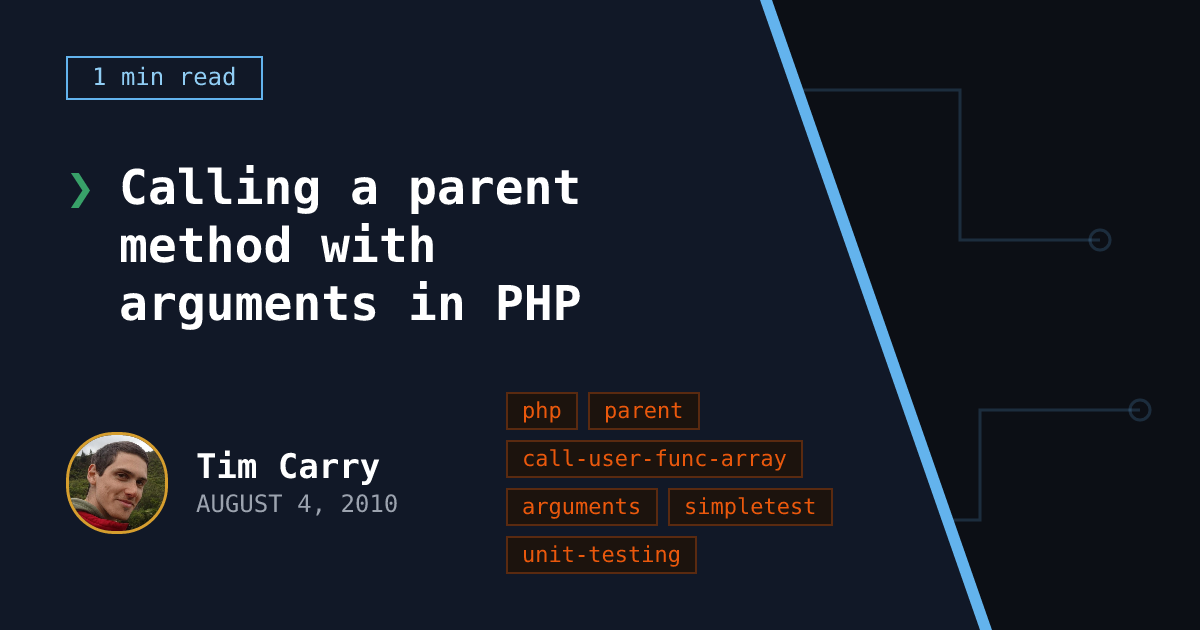 1 min read
❯ Calling a parent
method with
arguments in PHP
Tim Carry
AUGUST 4, 2010
php parent
call-user-func-array
arguments simpletest
unit-testing